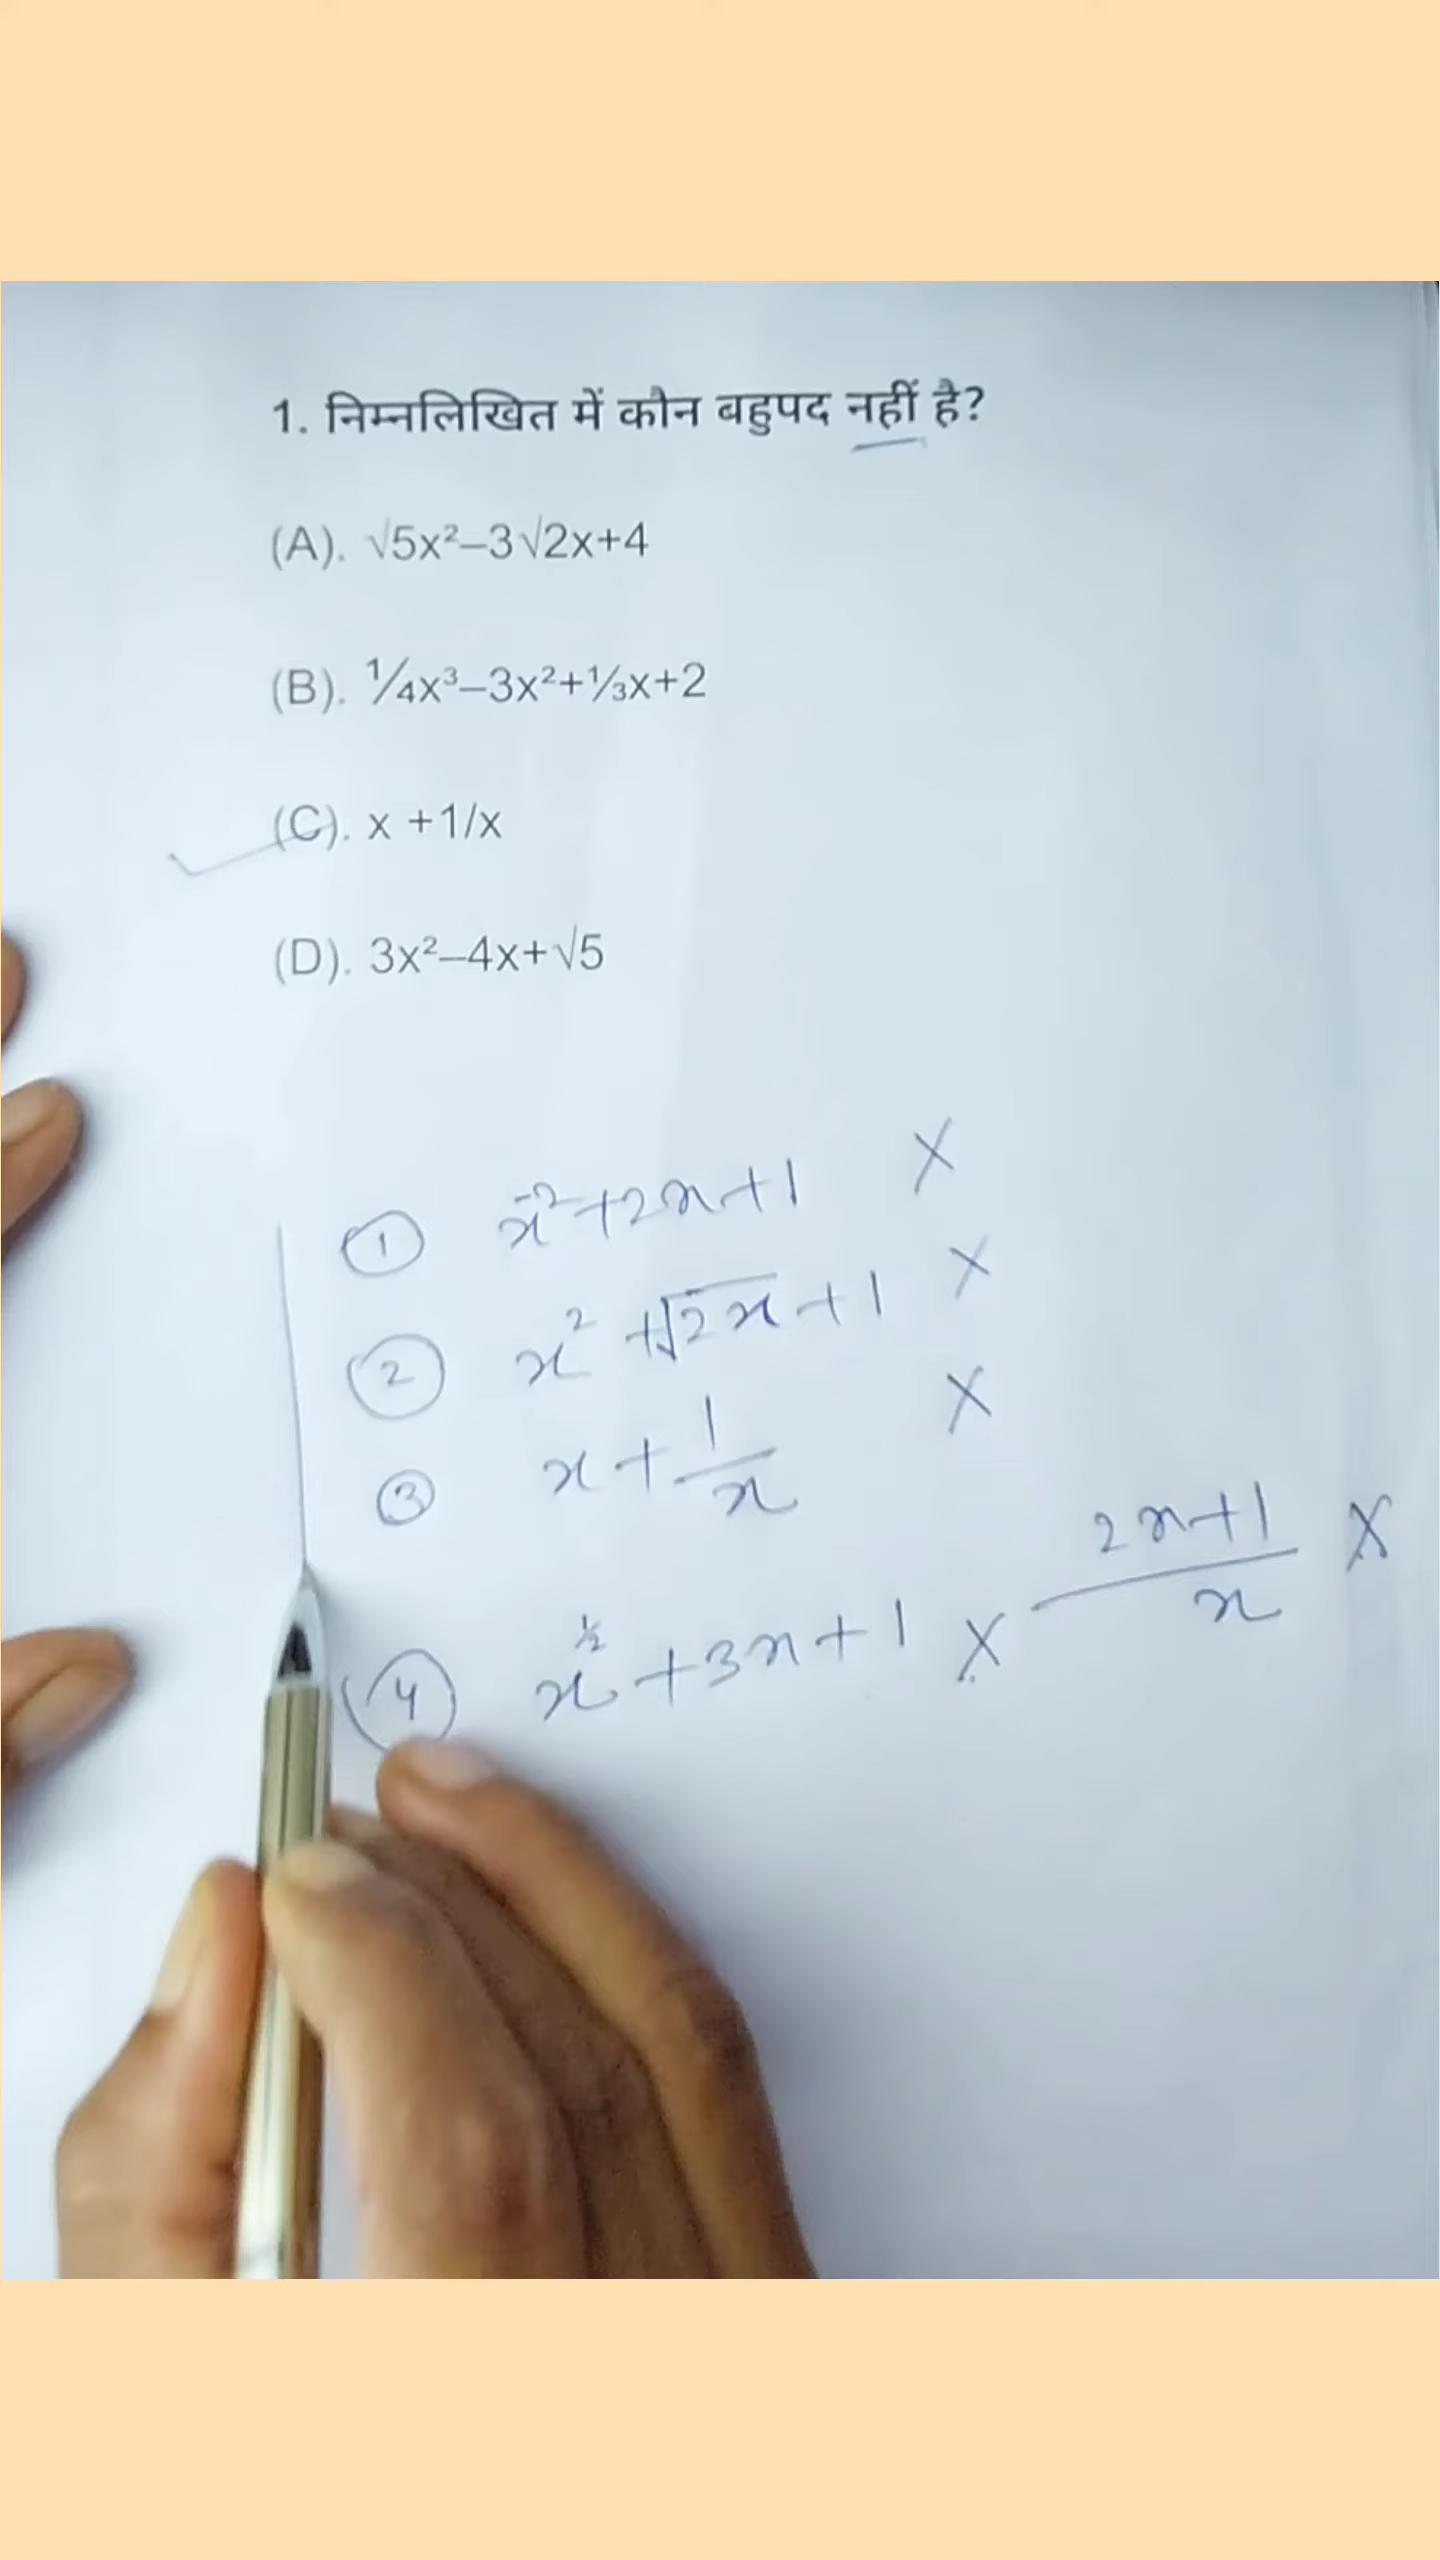 1. निम्नलिखित में कौन बहुपद नहीं है?
(A). √5x²–3√2x+4
(B). ¼x³–3x²+⅓x+2
(C). x +1/x
(D). 3x²–4x+√5
① x⁻²+2x+1 ×
② x² +√2x+1 ×
③ x+1/x ×
④ x^½+3x+1 × (2x+1)/x ×